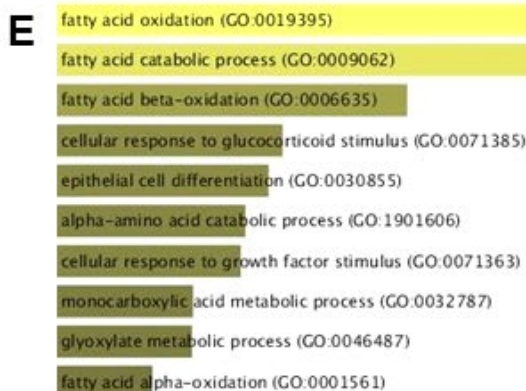 E
fatty acid oxidation (GO:0019395)
fatty acid catabolic process (GO:0009062)
fatty acid beta-oxidation (GO:0006635)
cellular response to glucocorticoid stimulus (GO:0071385)
epithelial cell differentiation (GO:0030855)
alpha-amino acid catabolic process (GO:1901606)
cellular response to growth factor stimulus (GO:0071363)
monocarboxylic acid metabolic process (GO:0032787)
glyoxylate metabolic process (GO:0046487)
fatty acid alpha-oxidation (GO:0001561)